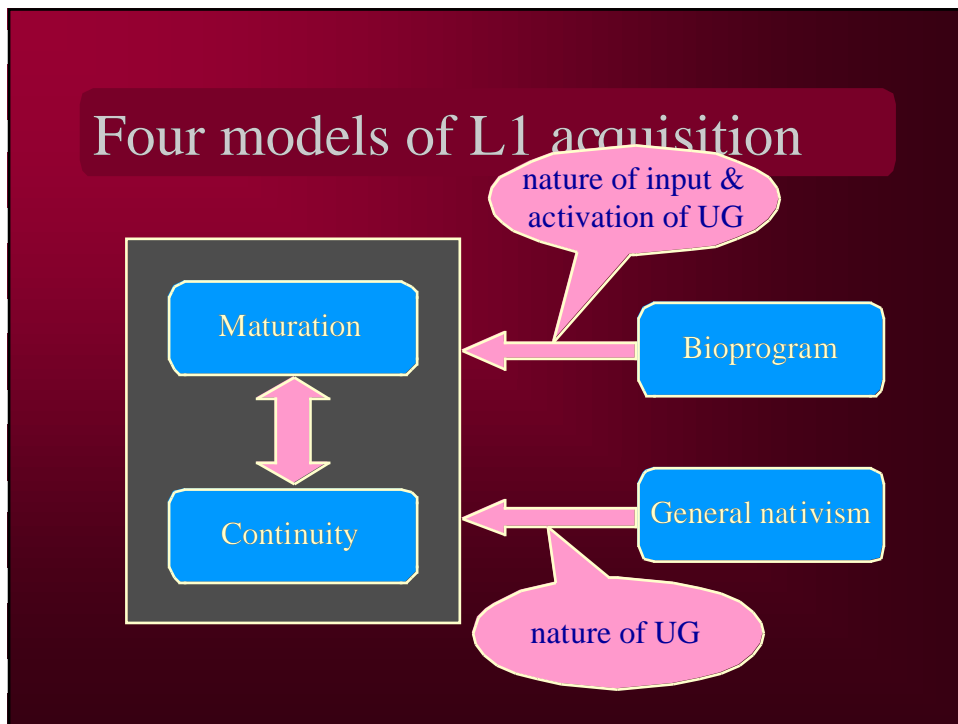 Four models of L1 acquisition
nature of input &
activation of UG
Maturation
Bioprogram
Continuity
General nativism
nature of UG